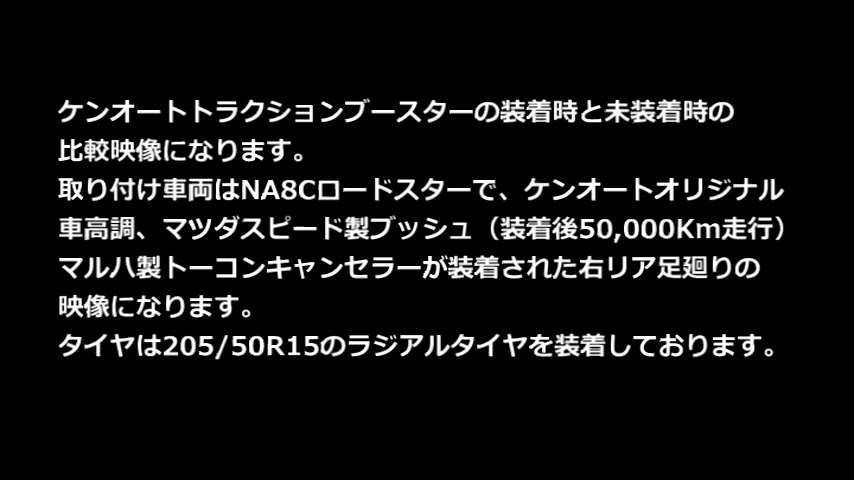 ケンオートトラクションブースターの装着時と未装着時の
比較映像になります。
取り付け車両はNA8Cロードスターで、ケンオートオリジナル
車高調、マツダスピード製ブッシュ（装着後50,000Km走行）
マルハ製トーコンキャンセラーが装着された右リア足廻りの
映像になります。
タイヤは205/50R15のラジアルタイヤを装着しております。